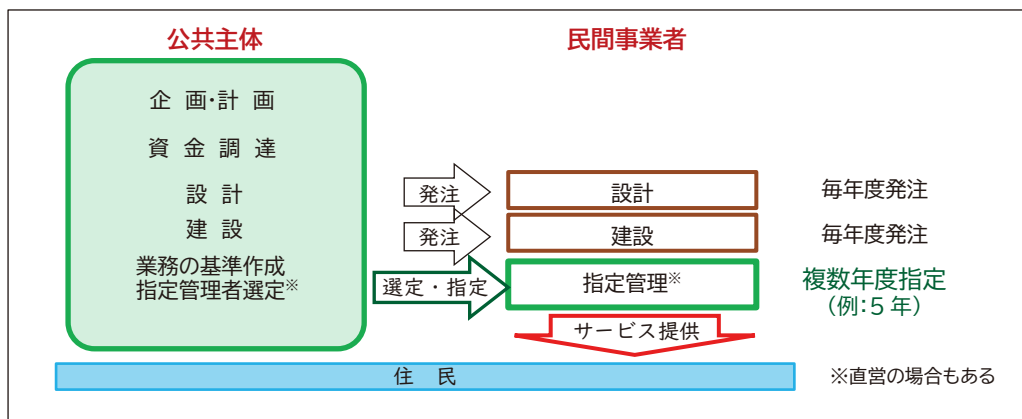 公共主体
民間事業者
企 画・計 画
資 金 調 達
設 計
発注
設計
毎年度発注
建 設
発注
建設
毎年度発注
業務の基準作成
指定管理者選定※
選定・指定
指定管理※
複数年度指定
(例:5 年)
サービス提供
住 民
※直営の場合もある